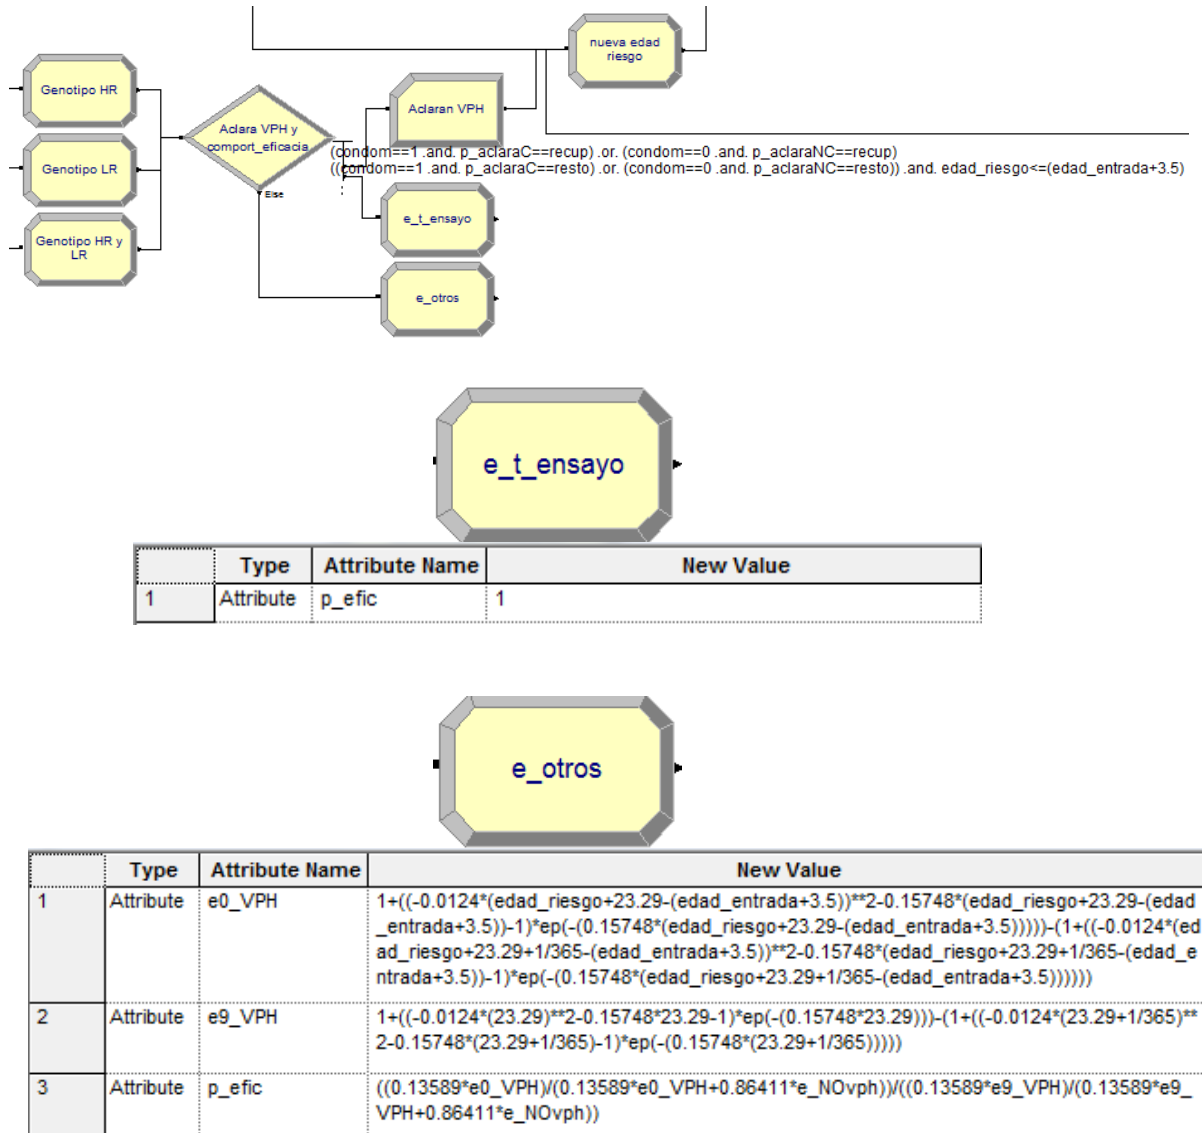 nueva edad
riesgo
Genotipo HR
Aclaran VPH
Aclara VPH y
comport_eficacia
(condom==1 .and. p_aclaraC==recup) .or. (condom==0 .and. p_aclaraNC==recup)
((condom==1 .and. p_aclaraC==resto) .or. (condom==0 .and. p_aclaraNC==resto)) .and. edad_riesgo<=(edad_entrada+3.5)
Genotipo LR
Else
e_t_ensayo
Genotipo HR y
LR
e_otros
e_t_ensayo
Type Attribute Name New Value
1 Attribute p_efic 1
e_otros
Type Attribute Name New Value
1 Attribute e0_VPH 1+((-0.0124*(edad_riesgo+23.29-(edad_entrada+3.5))**2-0.15748*(edad_riesgo+23.29-(edad
_entrada+3.5))-1)*ep(-(0.15748*(edad_riesgo+23.29-(edad_entrada+3.5)))))-(1+((-0.0124*(ed
ad_riesgo+23.29+1/365-(edad_entrada+3.5))**2-0.15748*(edad_riesgo+23.29+1/365-(edad_e
ntrada+3.5))-1)*ep(-(0.15748*(edad_riesgo+23.29+1/365-(edad_entrada+3.5))))))
2 Attribute e9_VPH 1+((-0.0124*(23.29)**2-0.15748*23.29-1)*ep(-(0.15748*23.29)))-(1+((-0.0124*(23.29+1/365)**
2-0.15748*(23.29+1/365)-1)*ep(-(0.15748*(23.29+1/365)))))
3 Attribute p_efic ((0.13589*e0_VPH)/(0.13589*e0_VPH+0.86411*e_NOvph))/((0.13589*e9_VPH)/(0.13589*e9_
VPH+0.86411*e_NOvph))